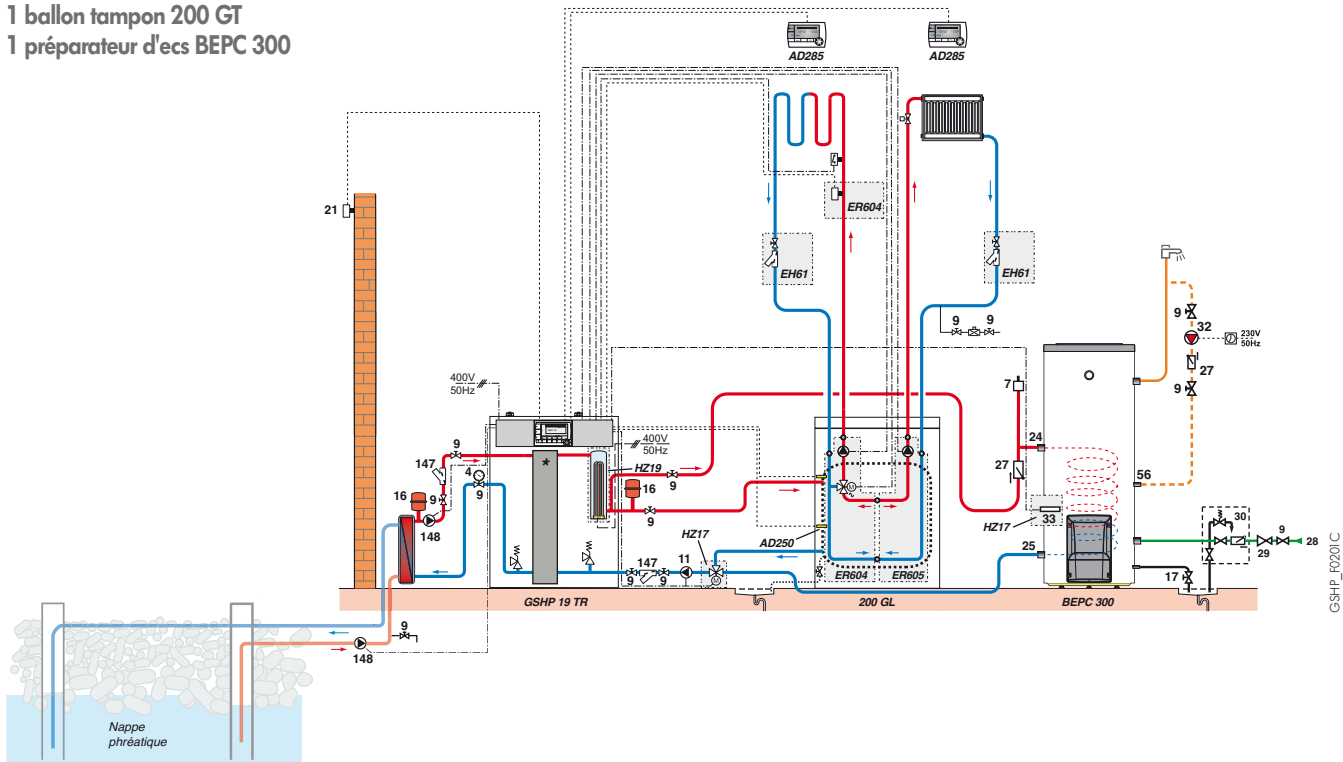 1 ballon tampon 200 GT
1 préparateur d'ecs BEPC 300
AD285
AD285
21
ER604
EH61
EH61
9 9
9
32
230V
50Hz
27
9
400V
50Hz
7
400V
50Hz
9
147
4
9
HZ19
24
16
9
16
9
27
56
148
9
HZ17
33
30
9
HZ17
AD250
28
29
25
147
11
9
9
ER604
ER605
17
GSHP 19 TR
200 GL
BEPC 300
9
148
Nappe
phréatique
*
M
M
GSHP_F0201C